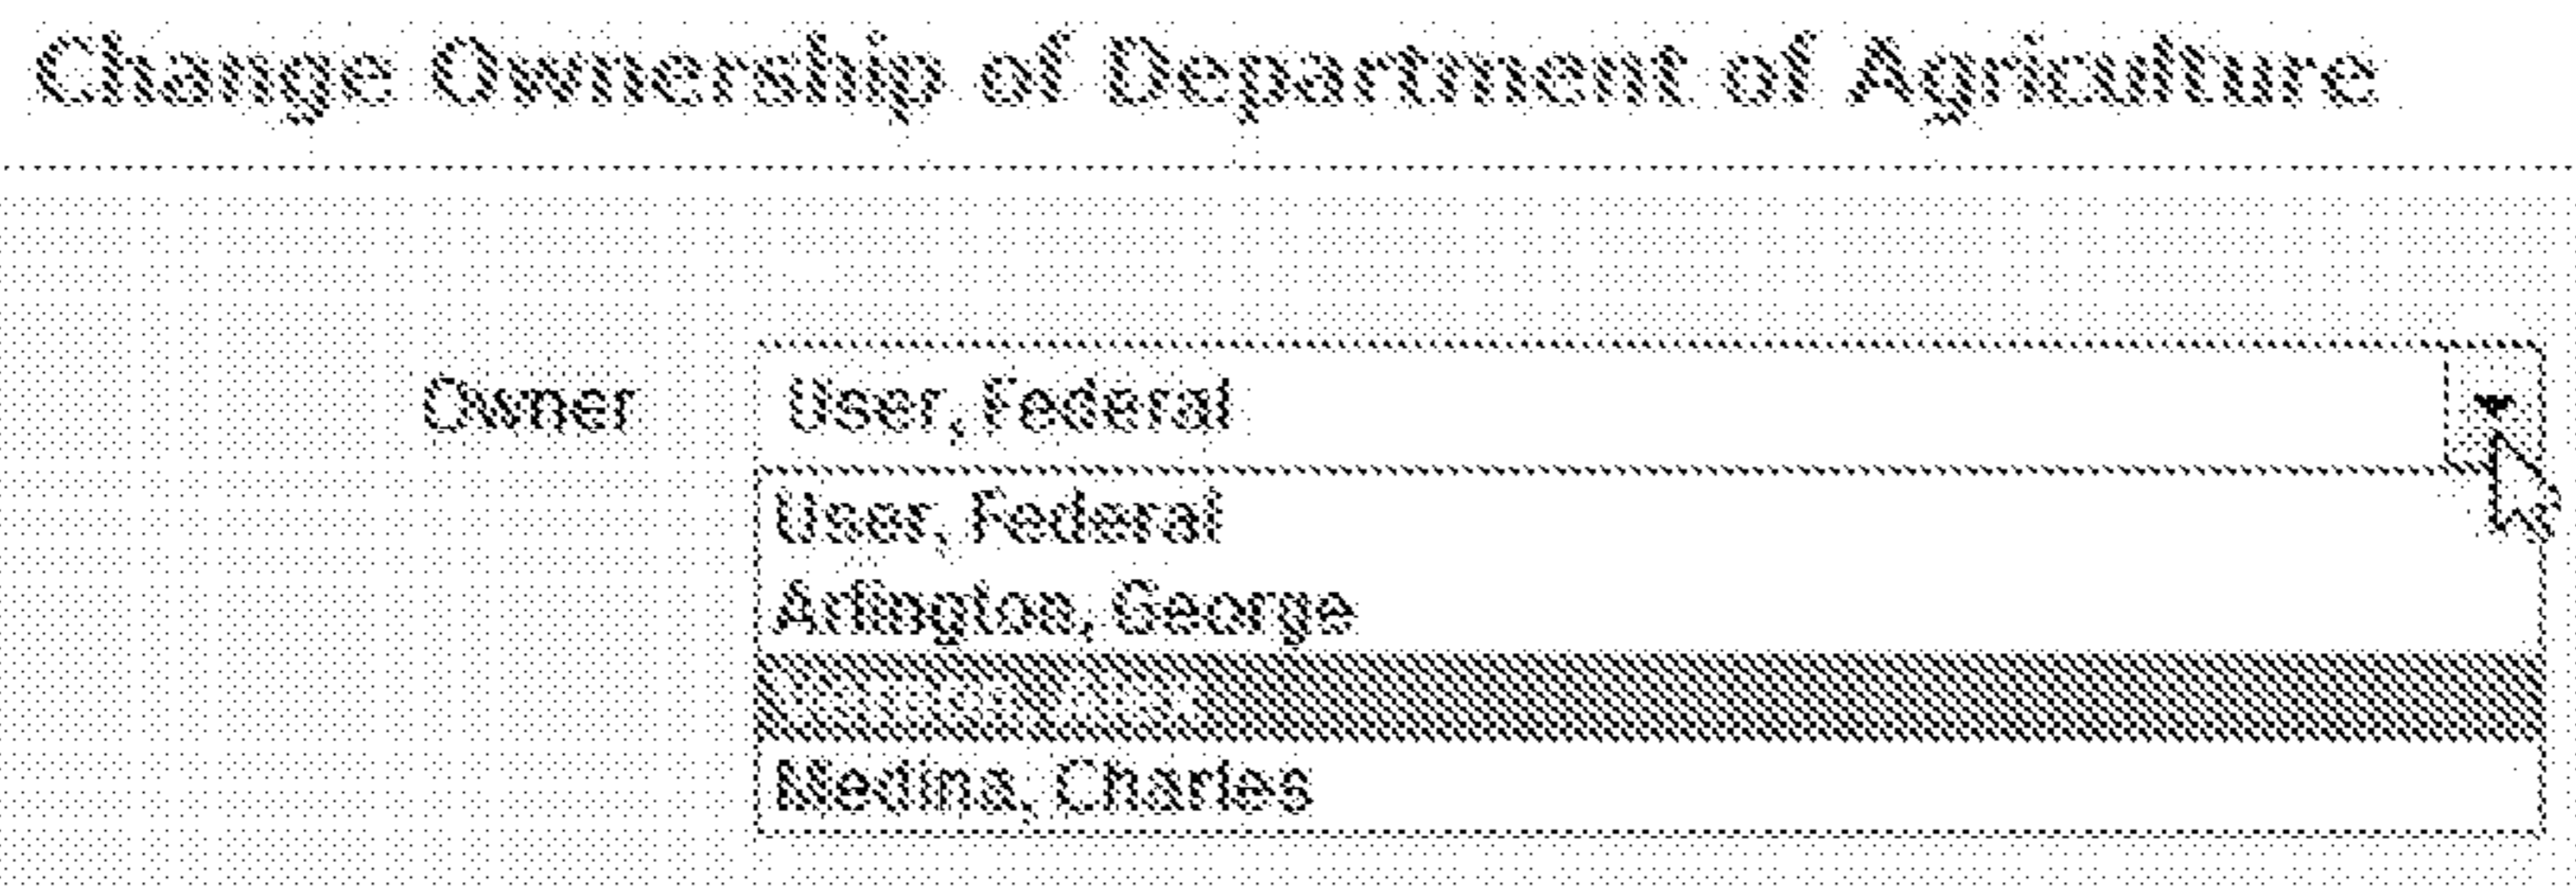 Change Ownership of Department of Agriculture
Owner
User, Federal
User, Federal
Arlington, George
Medina, Charles